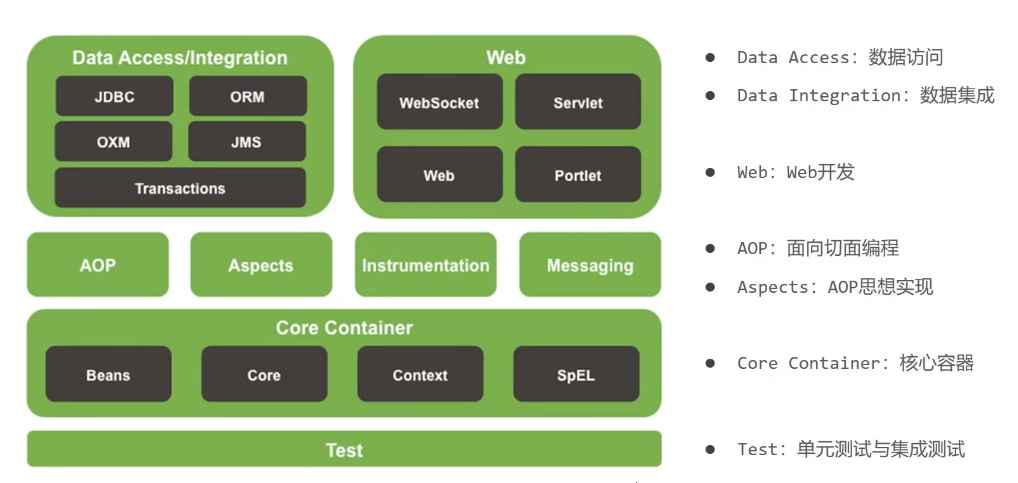 Data Access/Integration
JDBC
ORM
OXM
JMS
Transactions
Web
WebSocket
Servlet
Web
Portlet
AOP
Aspects
Instrumentation
Messaging
Core Container
Beans
Core
Context
SpEL
Test
● Data Access：数据访问
● Data Integration：数据集成
● Web：Web开发
● AOP：面向切面编程
● Aspects：AOP思想实现
● Core Container：核心容器
● Test：单元测试与集成测试